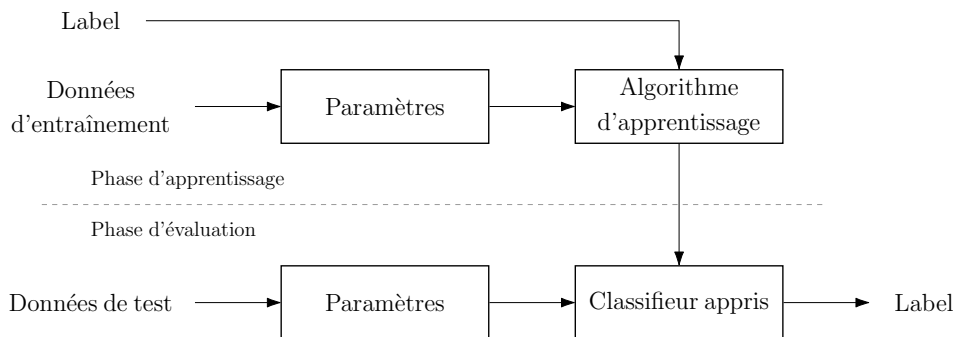 Label
Données
d'entraînement
Paramètres
Algorithme
d'apprentissage
Phase d'apprentissage
Phase d'évaluation
Données de test
Paramètres
Classifieur appris
Label